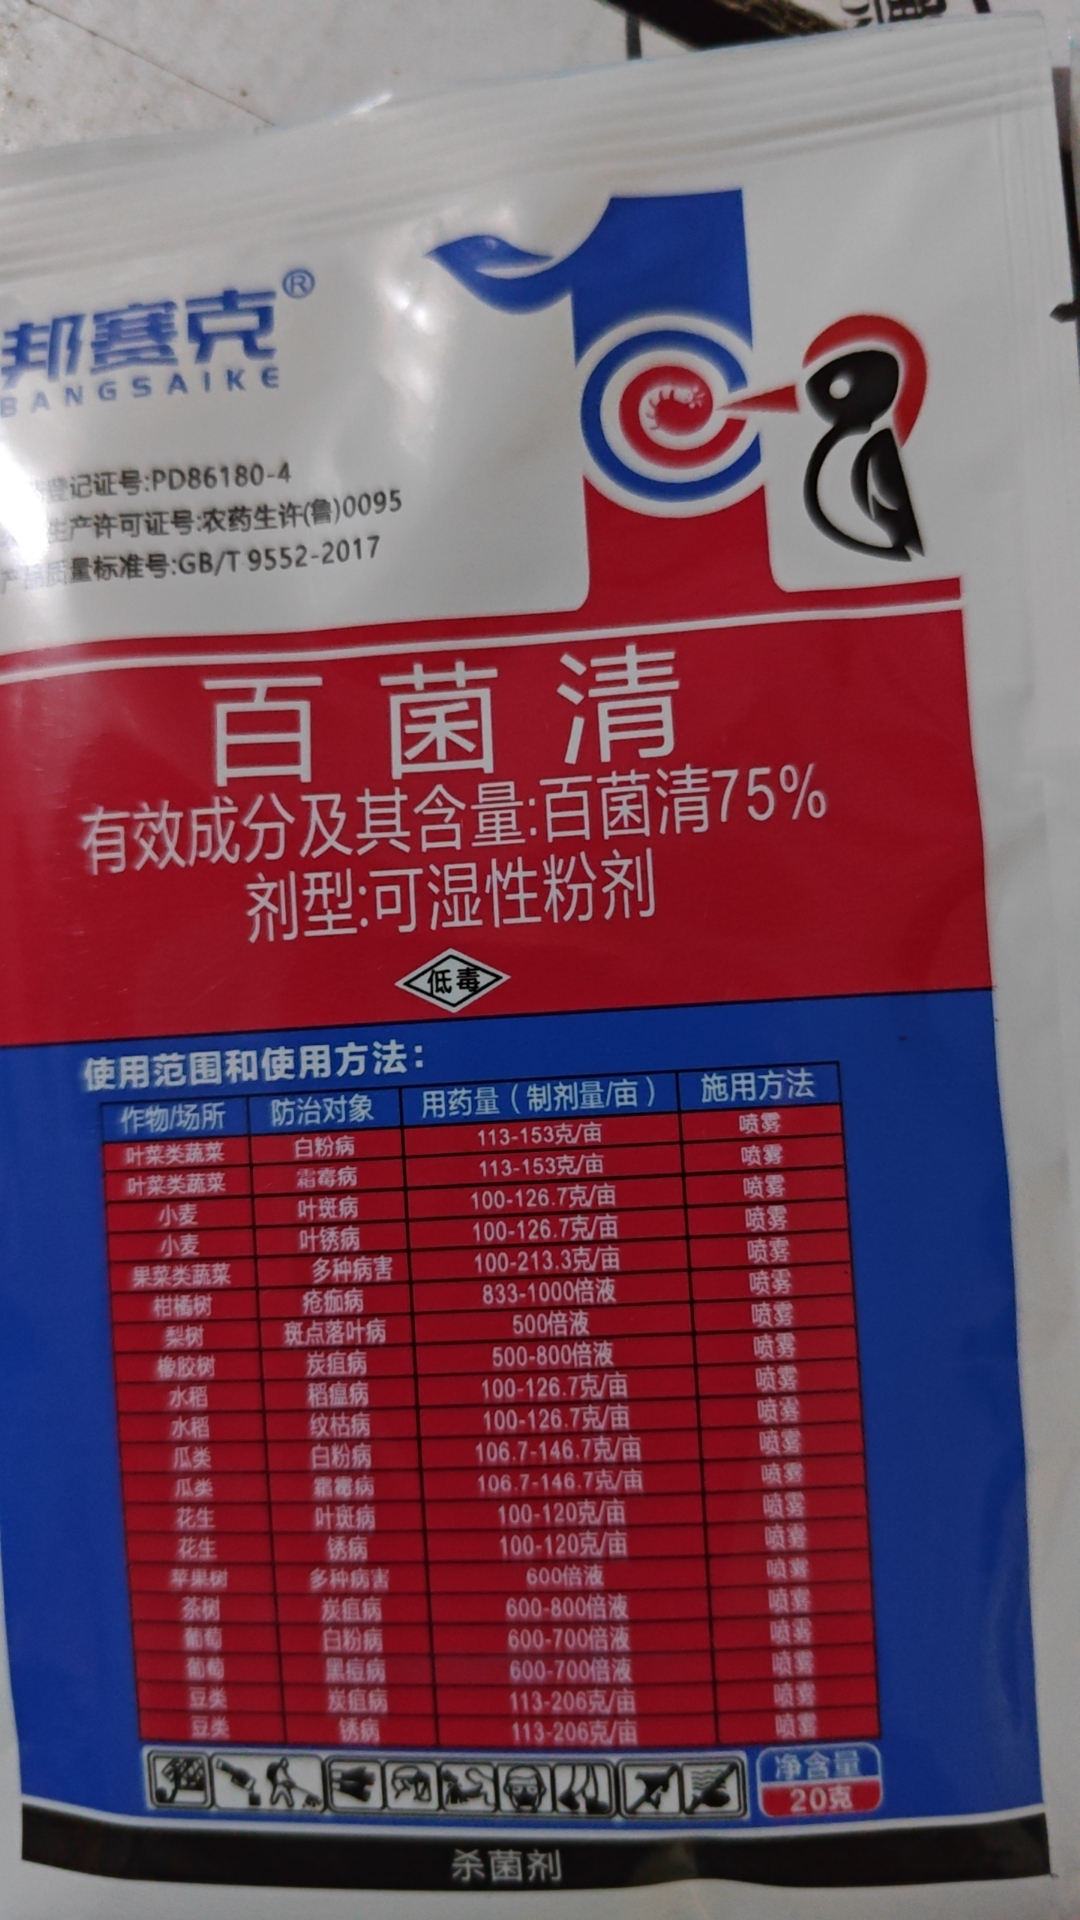 邦赛克®
BANGSAIKE
登记证号:PD86180-4
生产许可证号:农药生许(鲁)0095
产品质量标准号:GB/T 9552-2017
百菌清
有效成分及其含量:百菌清75%
剂型:可湿性粉剂
低毒
使用范围和使用方法:
作物/场所 防治对象 用药量(制剂量/亩) 施用方法
叶菜类蔬菜 白粉病 113-153克/亩 喷雾
叶菜类蔬菜 霜霉病 113-153克/亩 喷雾
小麦 叶斑病 100-126.7克/亩 喷雾
小麦 叶锈病 100-126.7克/亩 喷雾
果菜类蔬菜 多种病害 100-213.3克/亩 喷雾
柑橘树 疮痂病 833-1000倍液 喷雾
梨树 斑点落叶病 500倍液 喷雾
橡胶树 炭疽病 500-800倍液 喷雾
水稻 稻瘟病 100-126.7克/亩 喷雾
水稻 纹枯病 100-126.7克/亩 喷雾
瓜类 白粉病 106.7-146.7克/亩 喷雾
瓜类 霜霉病 106.7-146.7克/亩 喷雾
花生 叶斑病 100-120克/亩 喷雾
花生 锈病 100-120克/亩 喷雾
苹果树 多种病害 600倍液 喷雾
茶树 炭疽病 600-800倍液 喷雾
葡萄 白粉病 600-700倍液 喷雾
葡萄 黑痘病 600-700倍液 喷雾
豆类 炭疽病 113-206克/亩 喷雾
豆类 锈病 113-206克/亩 喷雾
净含量
20克
杀菌剂